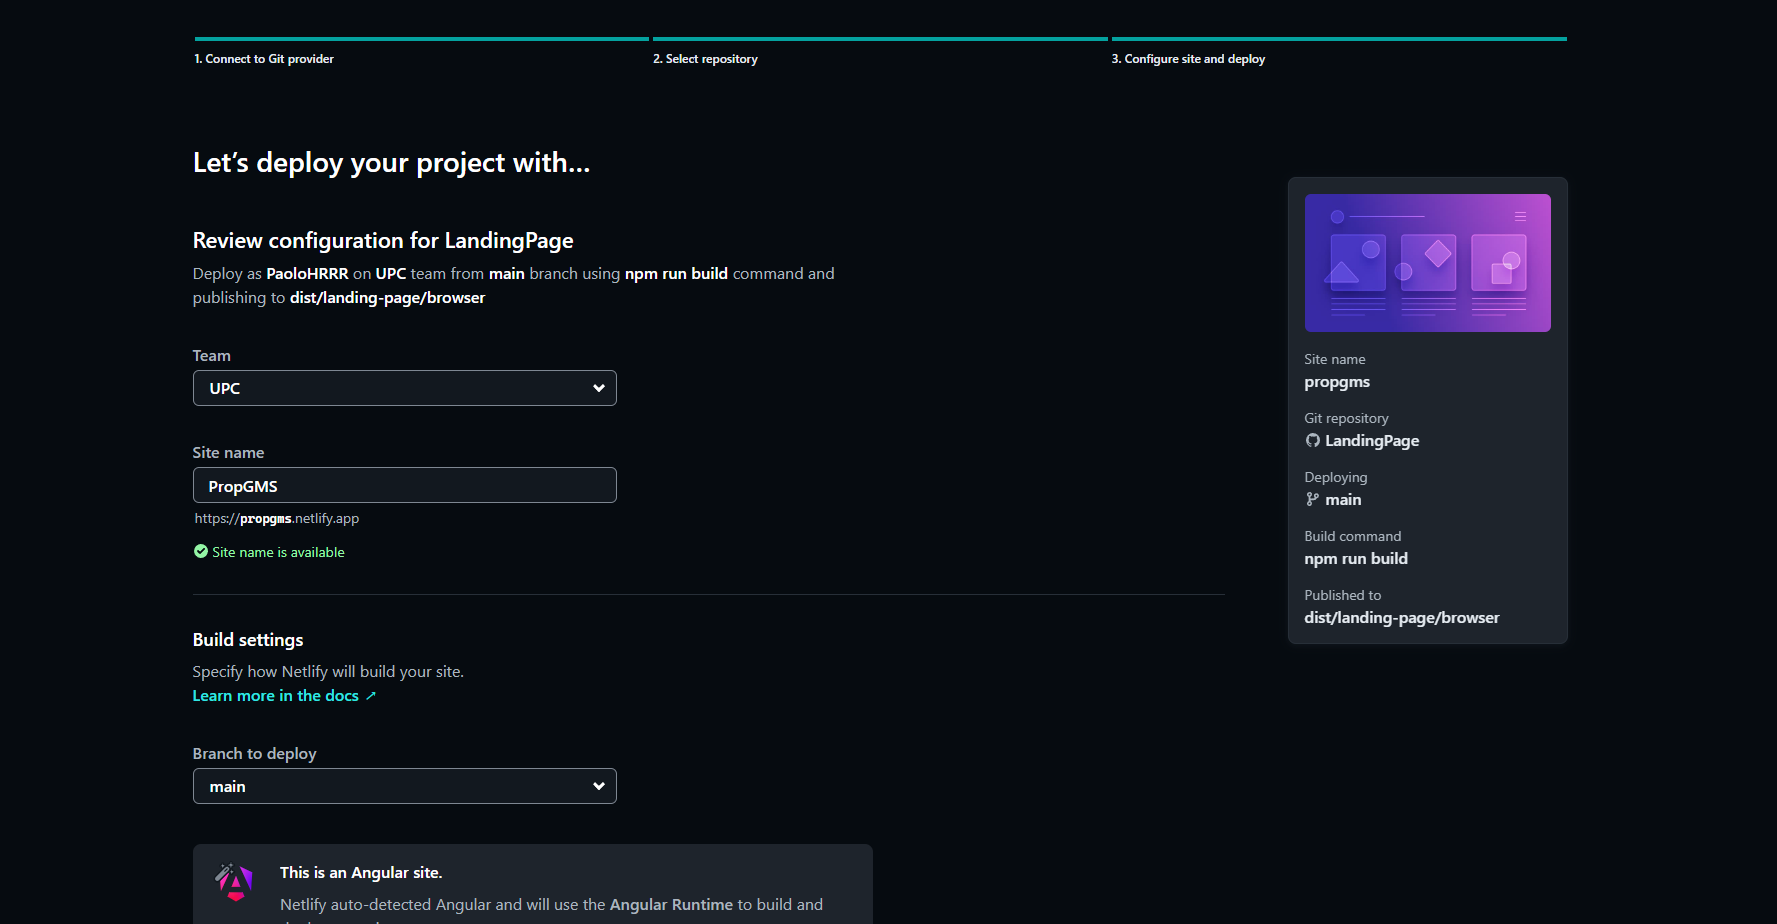 1. Connect to Git provider
2. Select repository
3. Configure site and deploy
Let's deploy your project with...
Review configuration for LandingPage
Deploy as PaoloHRRR on UPC team from main branch using npm run build command and
publishing to dist/landing-page/browser
Team
UPC
Site name
PropGMS
https://propgms.netlify.app
Site name is available
Build settings
Specify how Netlify will build your site.
Learn more in the docs ↗
Branch to deploy
main
This is an Angular site.
Netlify auto-detected Angular and will use the Angular Runtime to build and
Site name
propgms
Git repository
LandingPage
Deploying
main
Build command
npm run build
Published to
dist/landing-page/browser